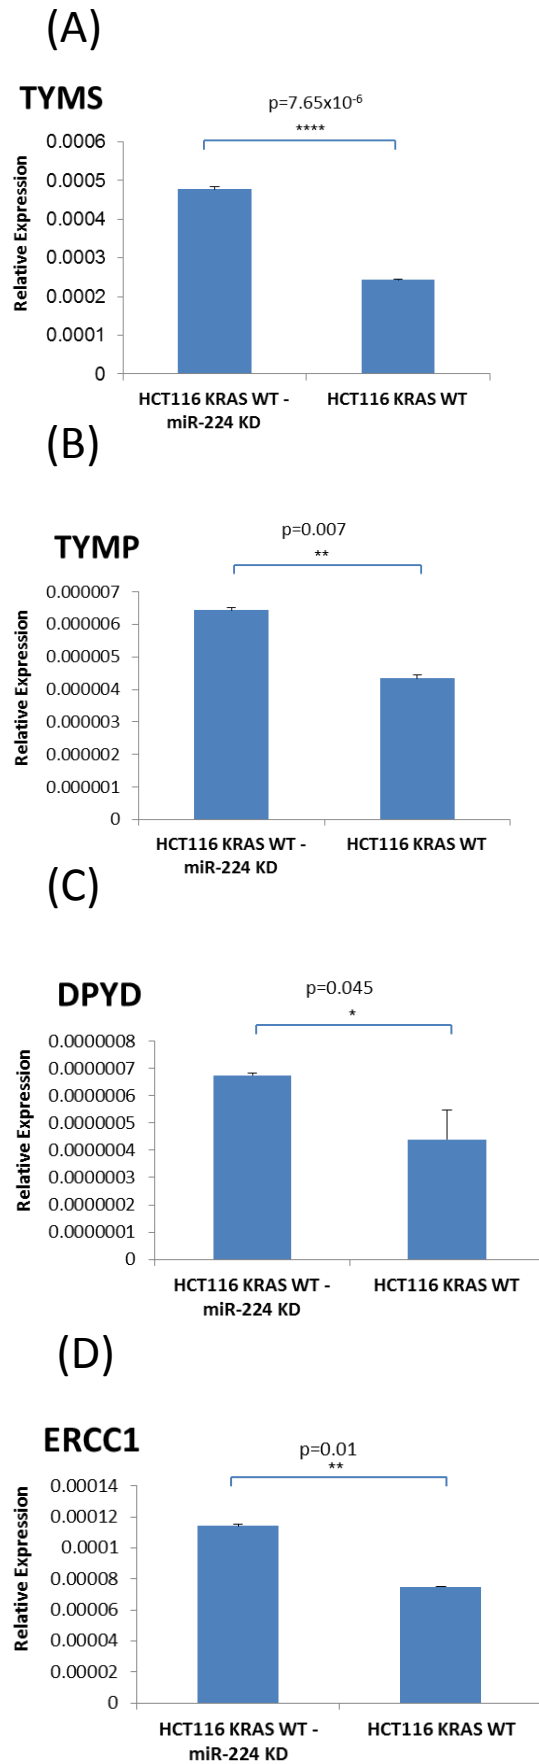 (A)
TYMS
p=7.65x10-6
****
Relative Expression
0.0006
0.0005
0.0004
0.0003
0.0002
0.0001
0
HCT116 KRAS WT -
miR-224 KD
HCT116 KRAS WT
(B)
TYMP
p=0.007
**
Relative Expression
0.000007
0.000006
0.000005
0.000004
0.000003
0.000002
0.000001
0
HCT116 KRAS WT -
miR-224 KD
HCT116 KRAS WT
(C)
DPYD
p=0.045
*
Relative Expression
0.0000008
0.0000007
0.0000006
0.0000005
0.0000004
0.0000003
0.0000002
0.0000001
0
HCT116 KRAS WT -
miR-224 KD
HCT116 KRAS WT
(D)
ERCC1
p=0.01
**
Relative Expression
0.00014
0.00012
0.0001
0.00008
0.00006
0.00004
0.00002
0
HCT116 KRAS WT -
miR-224 KD
HCT116 KRAS WT